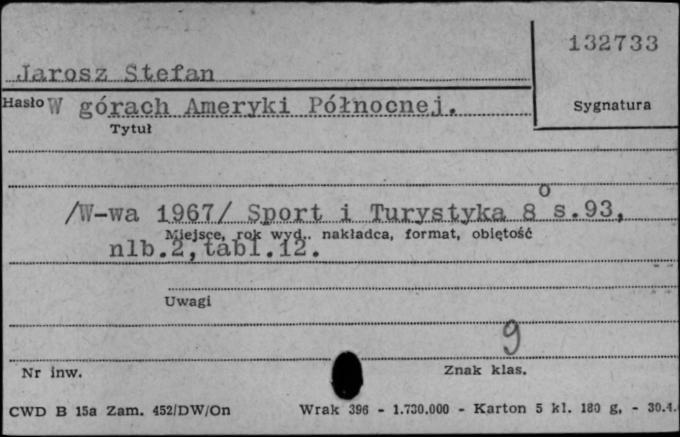 132733
Jarosz Stefan
Hasło W górach Ameryki Północnej. Sygnatura
Tytuł
/W-wa 1967/ Sport i Turystyka 8° s.93,
Miejsce, rok wyd., nakładca, format, objętość
nlb.2,tabl.12.
Uwagi
9
Nr inw. Znak klas.
CWD B 15a Zam. 452/DW/On Wrak 396 - 1.730.000 - Karton 5 kl. 180 g, - 30.4.